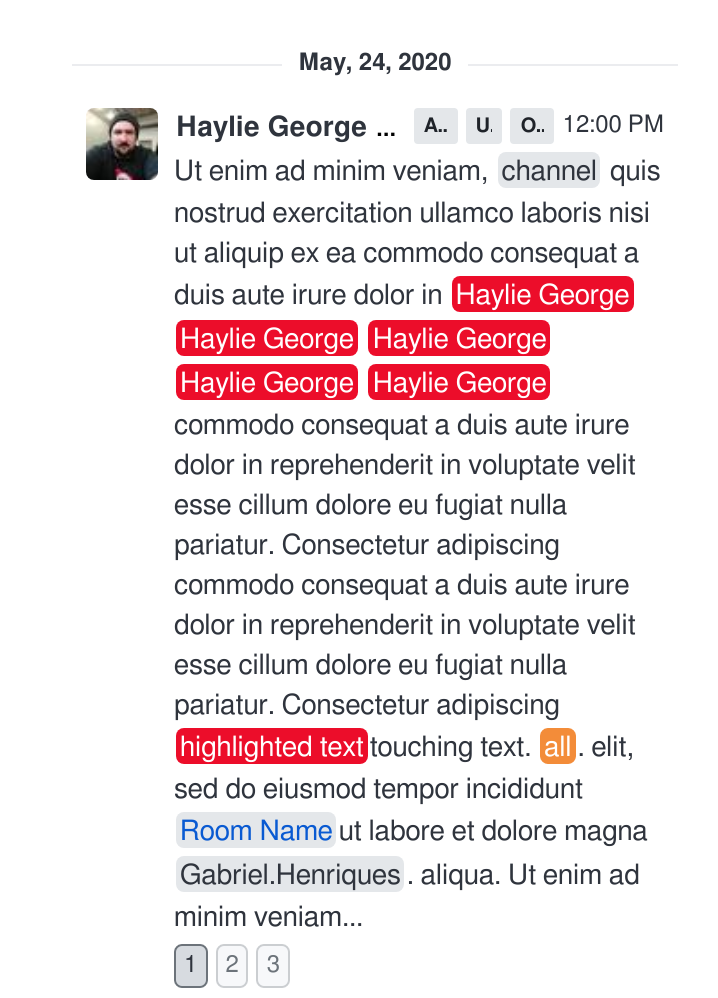 May, 24, 2020
Haylie George ... A.. U. O.. 12:00 PM
Ut enim ad minim veniam, channel quis
nostrud exercitation ullamco laboris nisi
ut aliquip ex ea commodo consequat a
duis aute irure dolor in Haylie George
Haylie George Haylie George
Haylie George Haylie George
commodo consequat a duis aute irure
dolor in reprehenderit in voluptate velit
esse cillum dolore eu fugiat nulla
pariatur. Consectetur adipiscing
commodo consequat a duis aute irure
dolor in reprehenderit in voluptate velit
esse cillum dolore eu fugiat nulla
pariatur. Consectetur adipiscing
highlighted text touching text. all. elit,
sed do eiusmod tempor incididunt
Room Name ut labore et dolore magna
Gabriel.Henriques. aliqua. Ut enim ad
minim veniam...
1 2 3